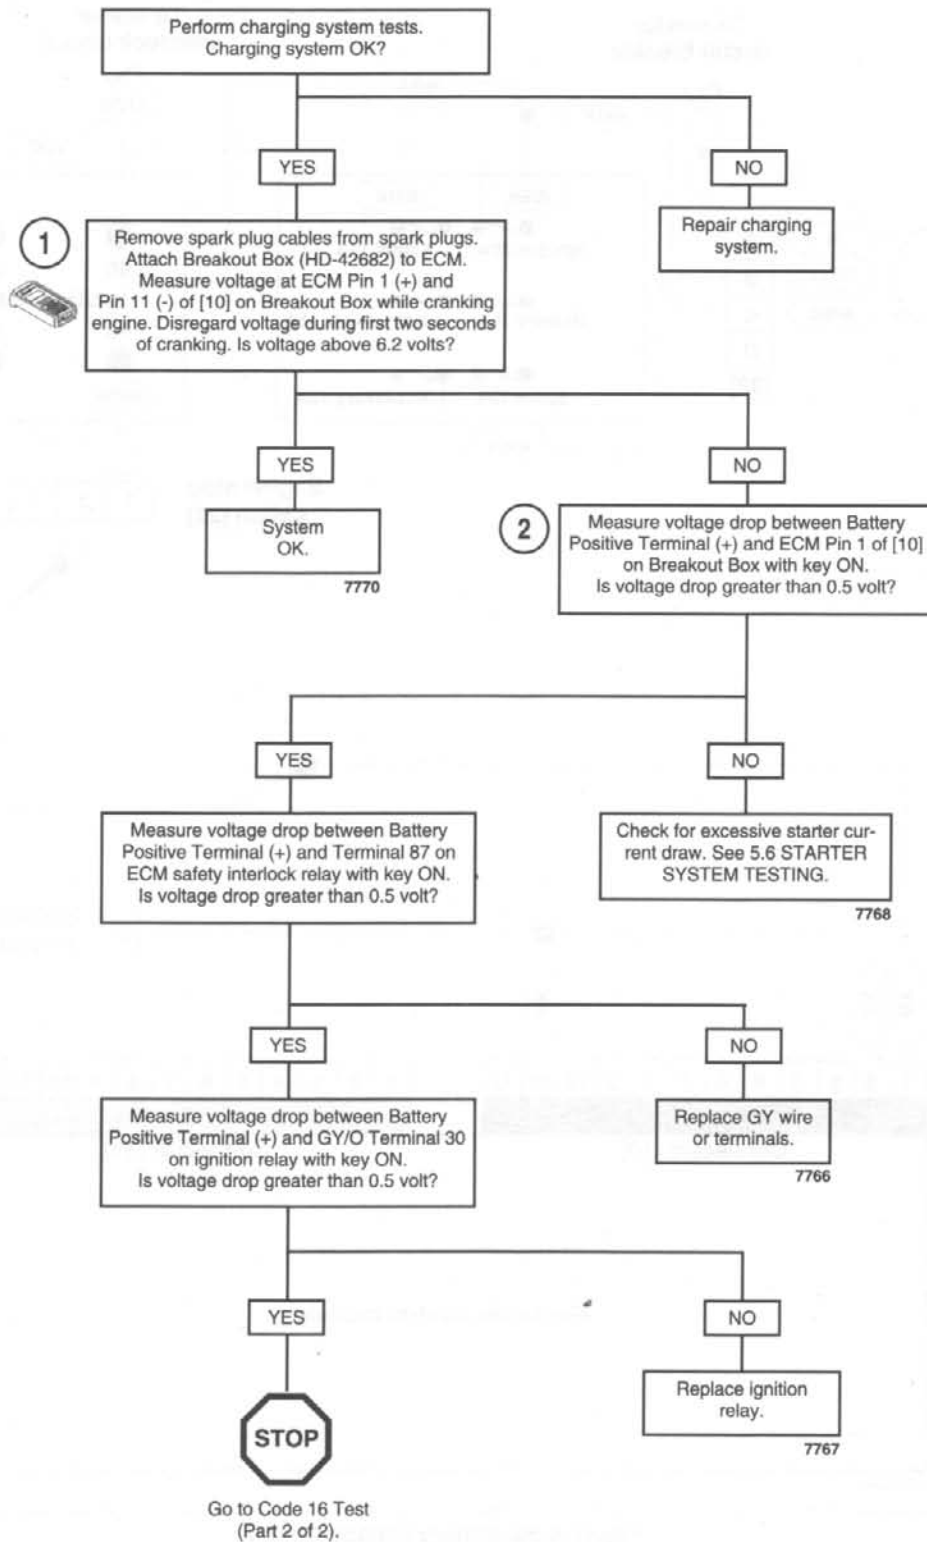 Perform charging system tests.
Charging system OK?
YES
NO
Repair charging
system.
1
Remove spark plug cables from spark plugs.
Attach Breakout Box (HD-42682) to ECM.
Measure voltage at ECM Pin 1 (+) and
Pin 11 (-) of [10] on Breakout Box while cranking
engine. Disregard voltage during first two seconds
of cranking. Is voltage above 6.2 volts?
YES
NO
System
OK.
7770
2
Measure voltage drop between Battery
Positive Terminal (+) and ECM Pin 1 of [10]
on Breakout Box with key ON.
Is voltage drop greater than 0.5 volt?
YES
NO
Measure voltage drop between Battery
Positive Terminal (+) and Terminal 87 on
ECM safety interlock relay with key ON.
Is voltage drop greater than 0.5 volt?
Check for excessive starter cur-
rent draw. See 5.6 STARTER
SYSTEM TESTING.
7768
YES
NO
Measure voltage drop between Battery
Positive Terminal (+) and GY/O Terminal 30
on ignition relay with key ON.
Is voltage drop greater than 0.5 volt?
Replace GY wire
or terminals.
7766
YES
NO
Replace ignition
relay.
7767
STOP
Go to Code 16 Test
(Part 2 of 2).